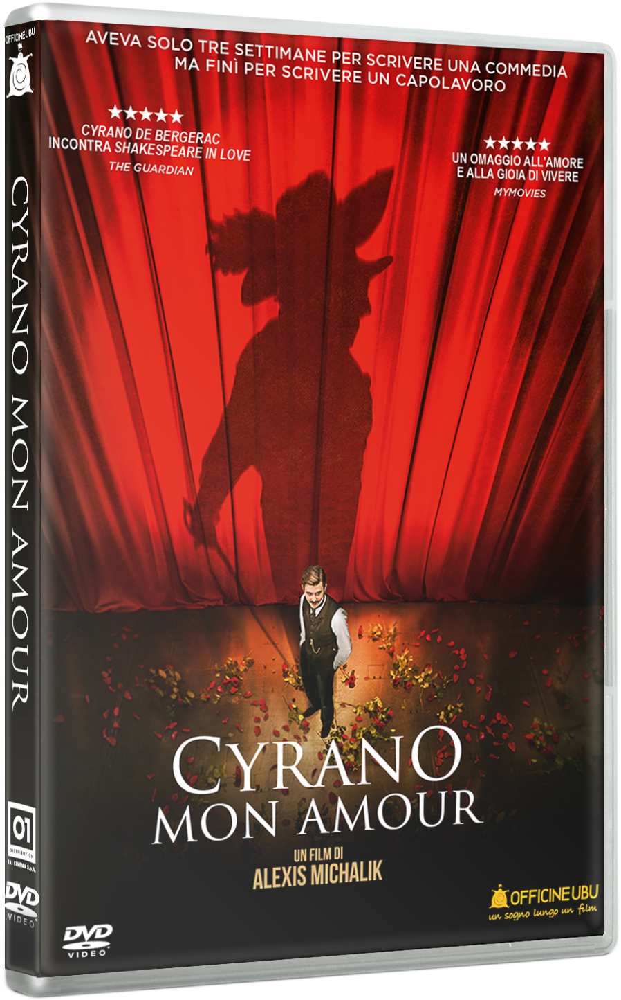 AVEVA SOLO TRE SETTIMANE PER SCRIVERE UNA COMMEDIA
MA FINÌ PER SCRIVERE UN CAPOLAVORO
★★★★★
CYRANO DE BERGERAC
INCONTRA SHAKESPEARE IN LOVE
THE GUARDIAN
★★★★★
UN OMAGGIO ALL'AMORE
E ALLA GIOIA DI VIVERE
MYMOVIES
CYRANO
MON AMOUR
UN FILM DI
ALEXIS MICHALIK
OFFICINEUBU
un sogno lungo un film
DVD
VIDEO
OFFICINEUBU
CYRANO MON AMOUR
01
DISTRIBUTION
RAI CINEMA S.p.A.
DVD
VIDEO